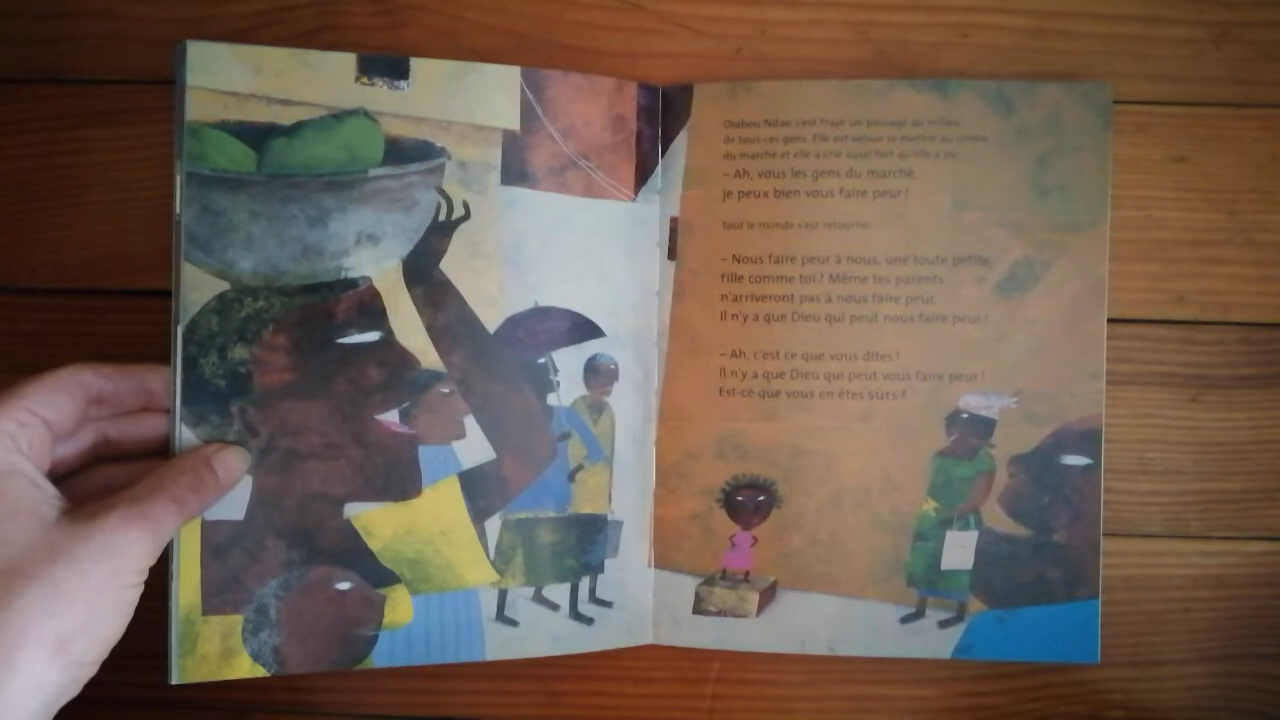 Diabou Ndao s'est frayé un passage au milieu
de tous ces gens. Elle est venue se mettre au centre
du marché et elle a crié aussi fort qu'elle a pu.
– Ah, vous les gens du marché,
je peux bien vous faire peur !
Tout le monde s'est retourné.
– Nous faire peur à nous, une toute petite
fille comme toi ? Même tes parents
n'arriveront pas à nous faire peur.
Il n'y a que Dieu qui peut nous faire peur !
– Ah, c'est ce que vous dites !
Il n'y a que Dieu qui peut vous faire peur !
Est-ce que vous en êtes sûrs ?